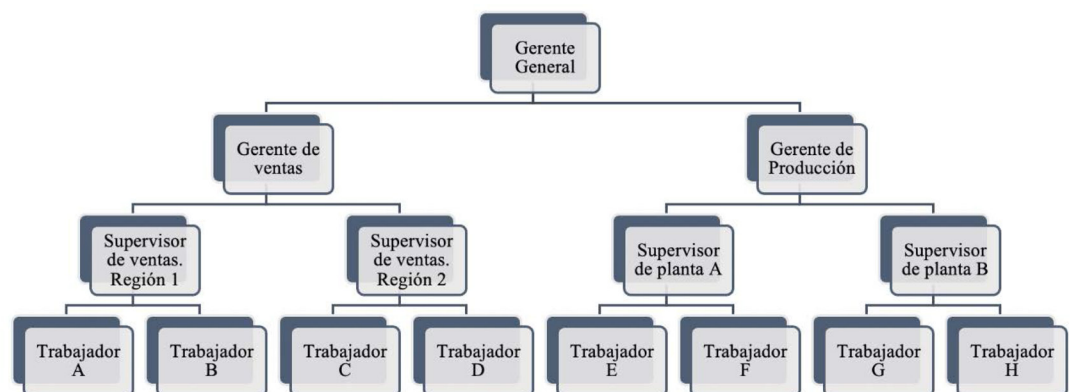 Gerente
General
Gerente de
ventas
Gerente de
Producción
Supervisor
de ventas.
Región 1
Supervisor
de ventas.
Región 2
Supervisor
de planta A
Supervisor
de planta B
Trabajador
A
Trabajador
B
Trabajador
C
Trabajador
D
Trabajador
E
Trabajador
F
Trabajador
G
Trabajador
H